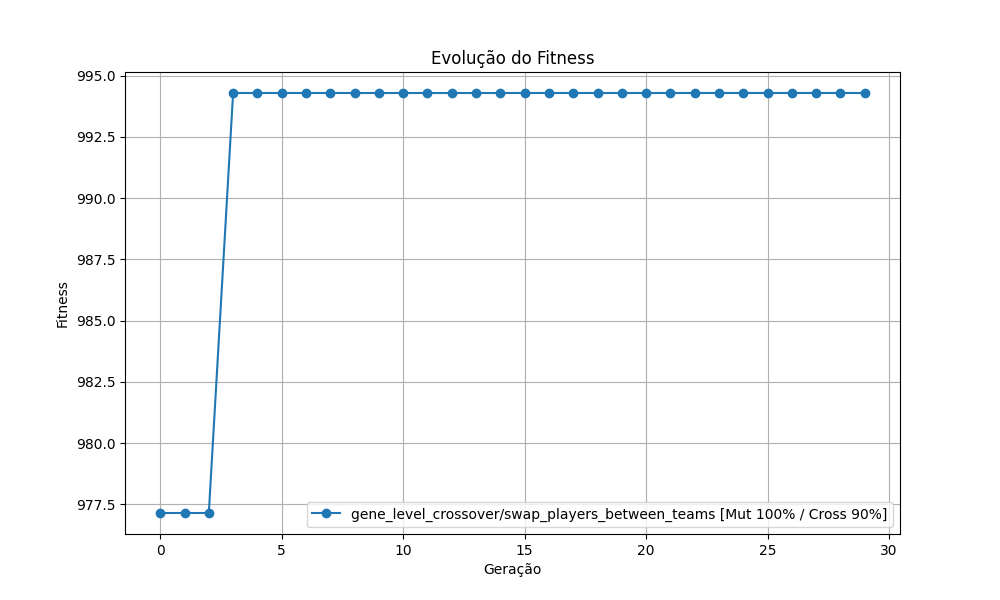 Evolução do Fitness
Fitness
995.0
992.5
990.0
987.5
985.0
982.5
980.0
977.5
gene_level_crossover/swap_players_between_teams [Mut 100% / Cross 90%]
0 5 10 15 20 25 30
Geração